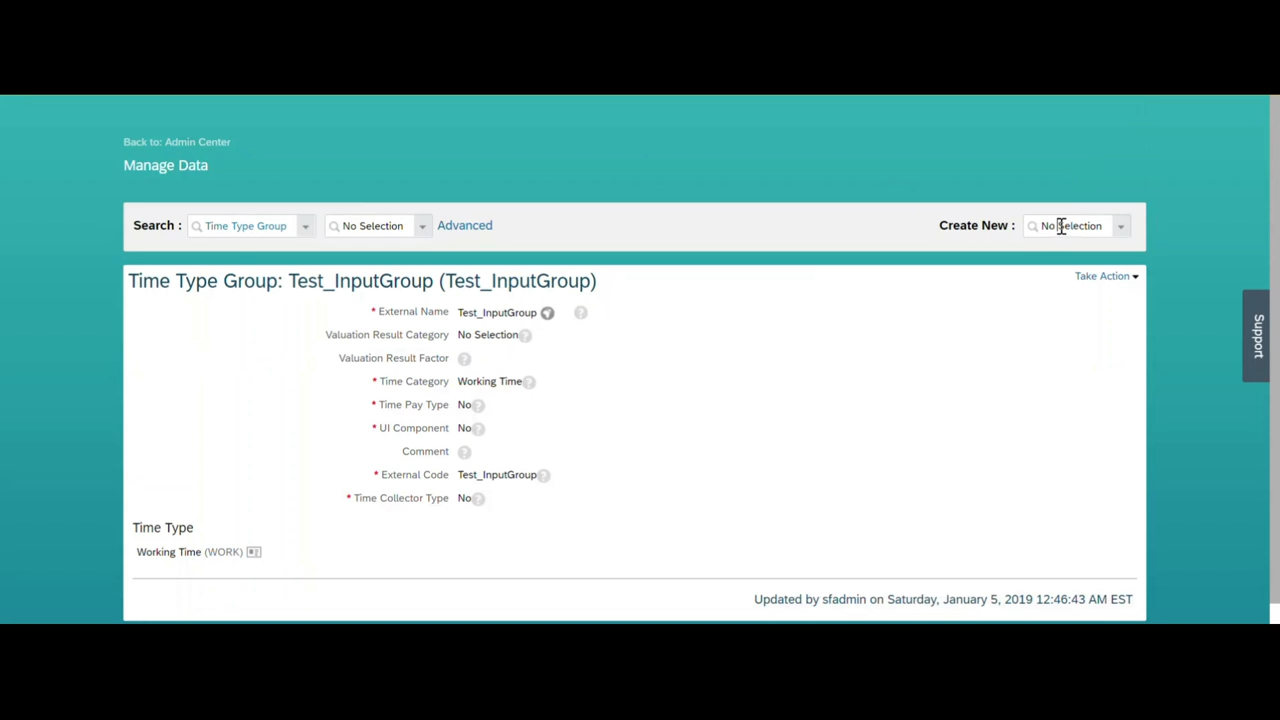 Back to: Admin Center
Manage Data
Search : Time Type Group No Selection Advanced Create New : No Selection
Time Type Group: Test_InputGroup (Test_InputGroup) Take Action
* External Name Test_InputGroup ?
Valuation Result Category No Selection ?
Valuation Result Factor ?
* Time Category Working Time ?
* Time Pay Type No ?
* UI Component No ?
Comment ?
* External Code Test_InputGroup ?
* Time Collector Type No ?
Time Type
Working Time (WORK)
Updated by sfadmin on Saturday, January 5, 2019 12:46:43 AM EST
Support